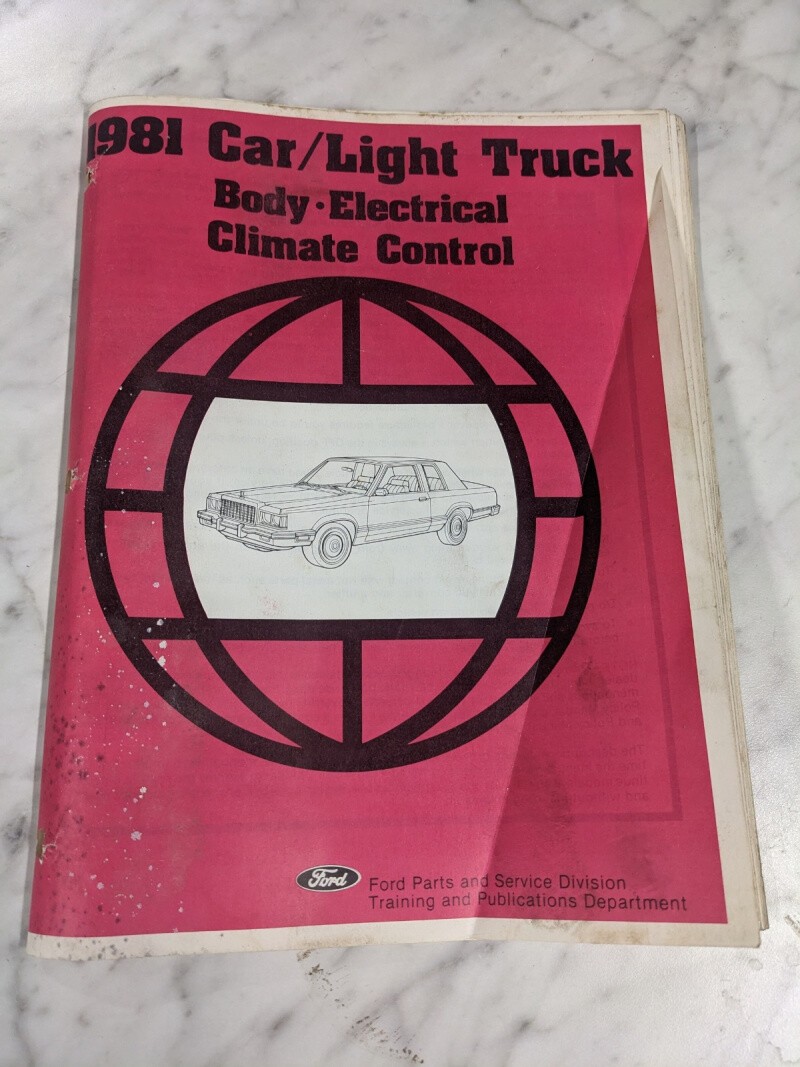 1981 Car/Light Truck
Body · Electrical
Climate Control
Ford
Ford Parts and Service Division
Training and Publications Department